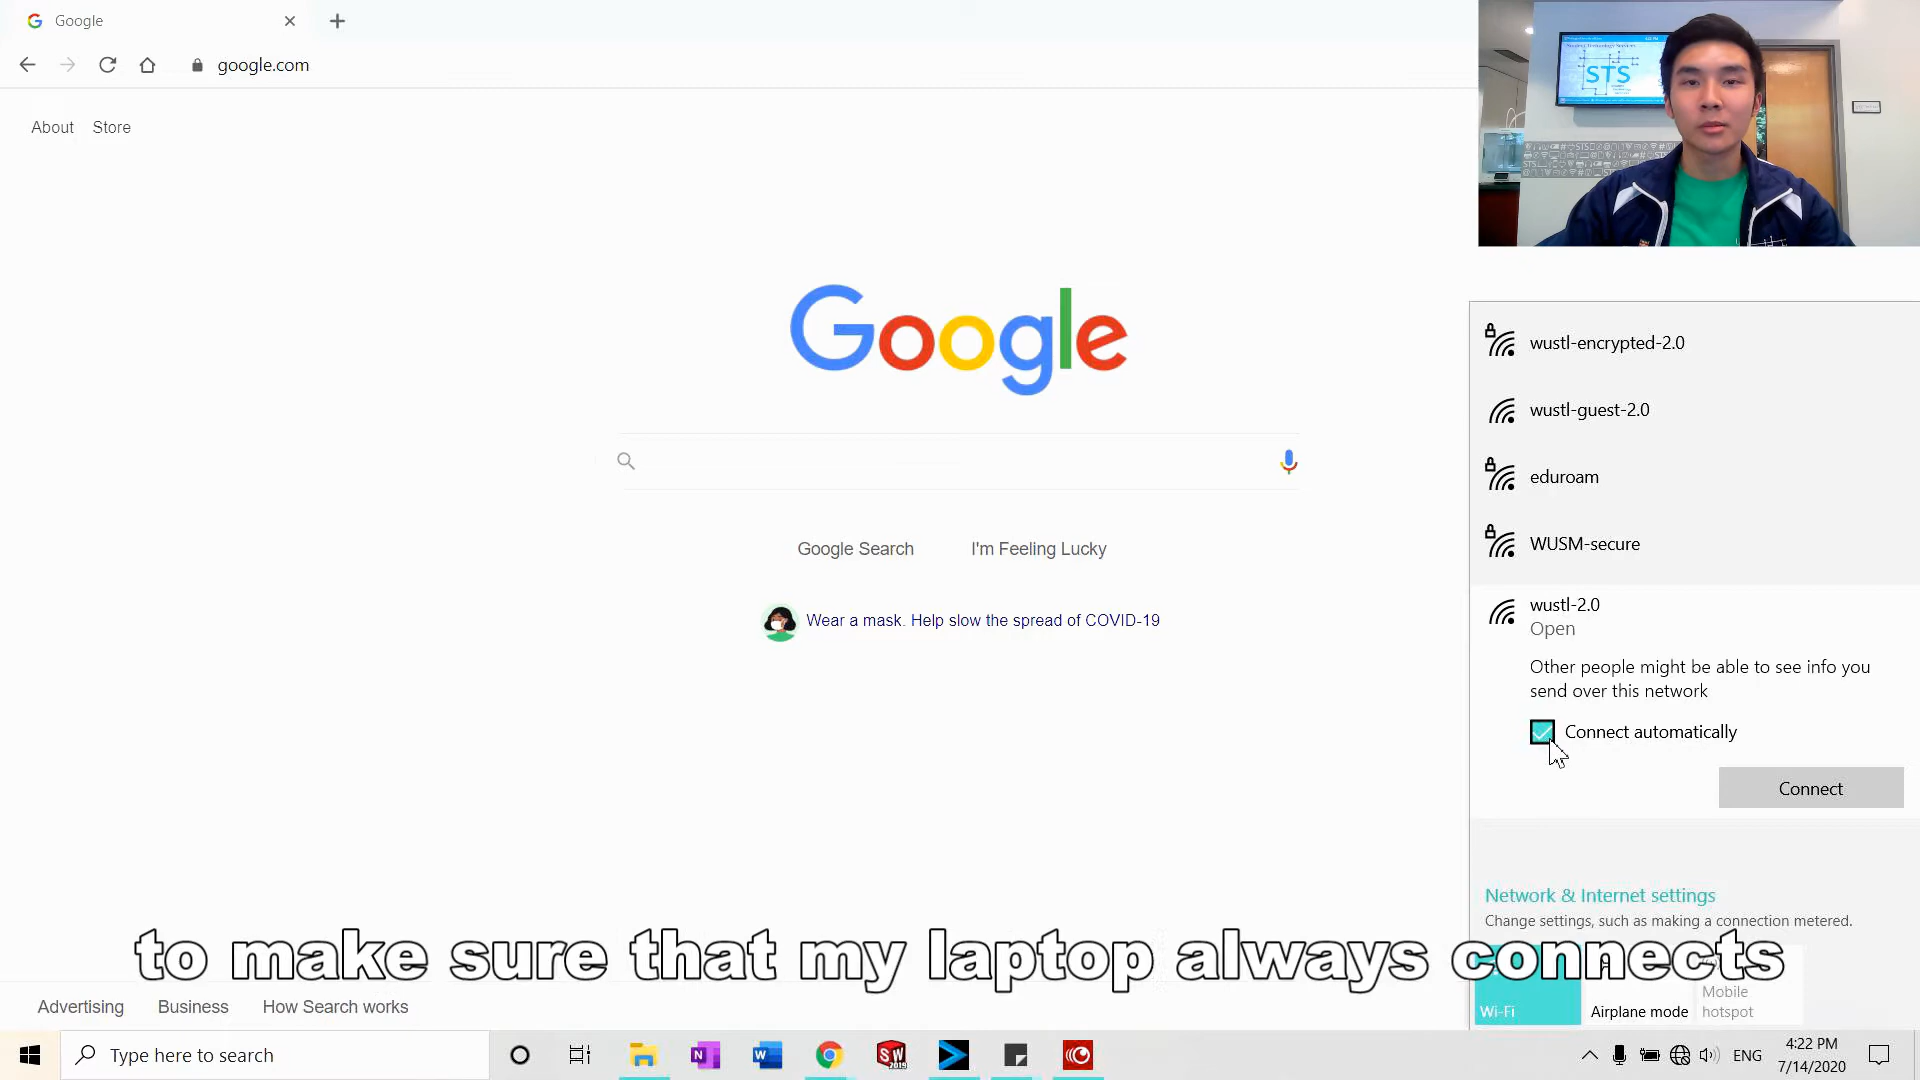 Google
google.com
About Store
STS
Google
Google Search I'm Feeling Lucky
Wear a mask. Help slow the spread of COVID-19
wustl-encrypted-2.0
wustl-guest-2.0
eduroam
WUSM-secure
wustl-2.0
Open
Other people might be able to see info you
send over this network
Connect automatically
Connect
Network & Internet settings
Change settings, such as making a connection metered.
to make sure that my laptop always connects
Wi-Fi
Airplane mode
Mobile
hotspot
Advertising Business How Search works
Type here to search
ENG
4:22 PM
7/14/2020